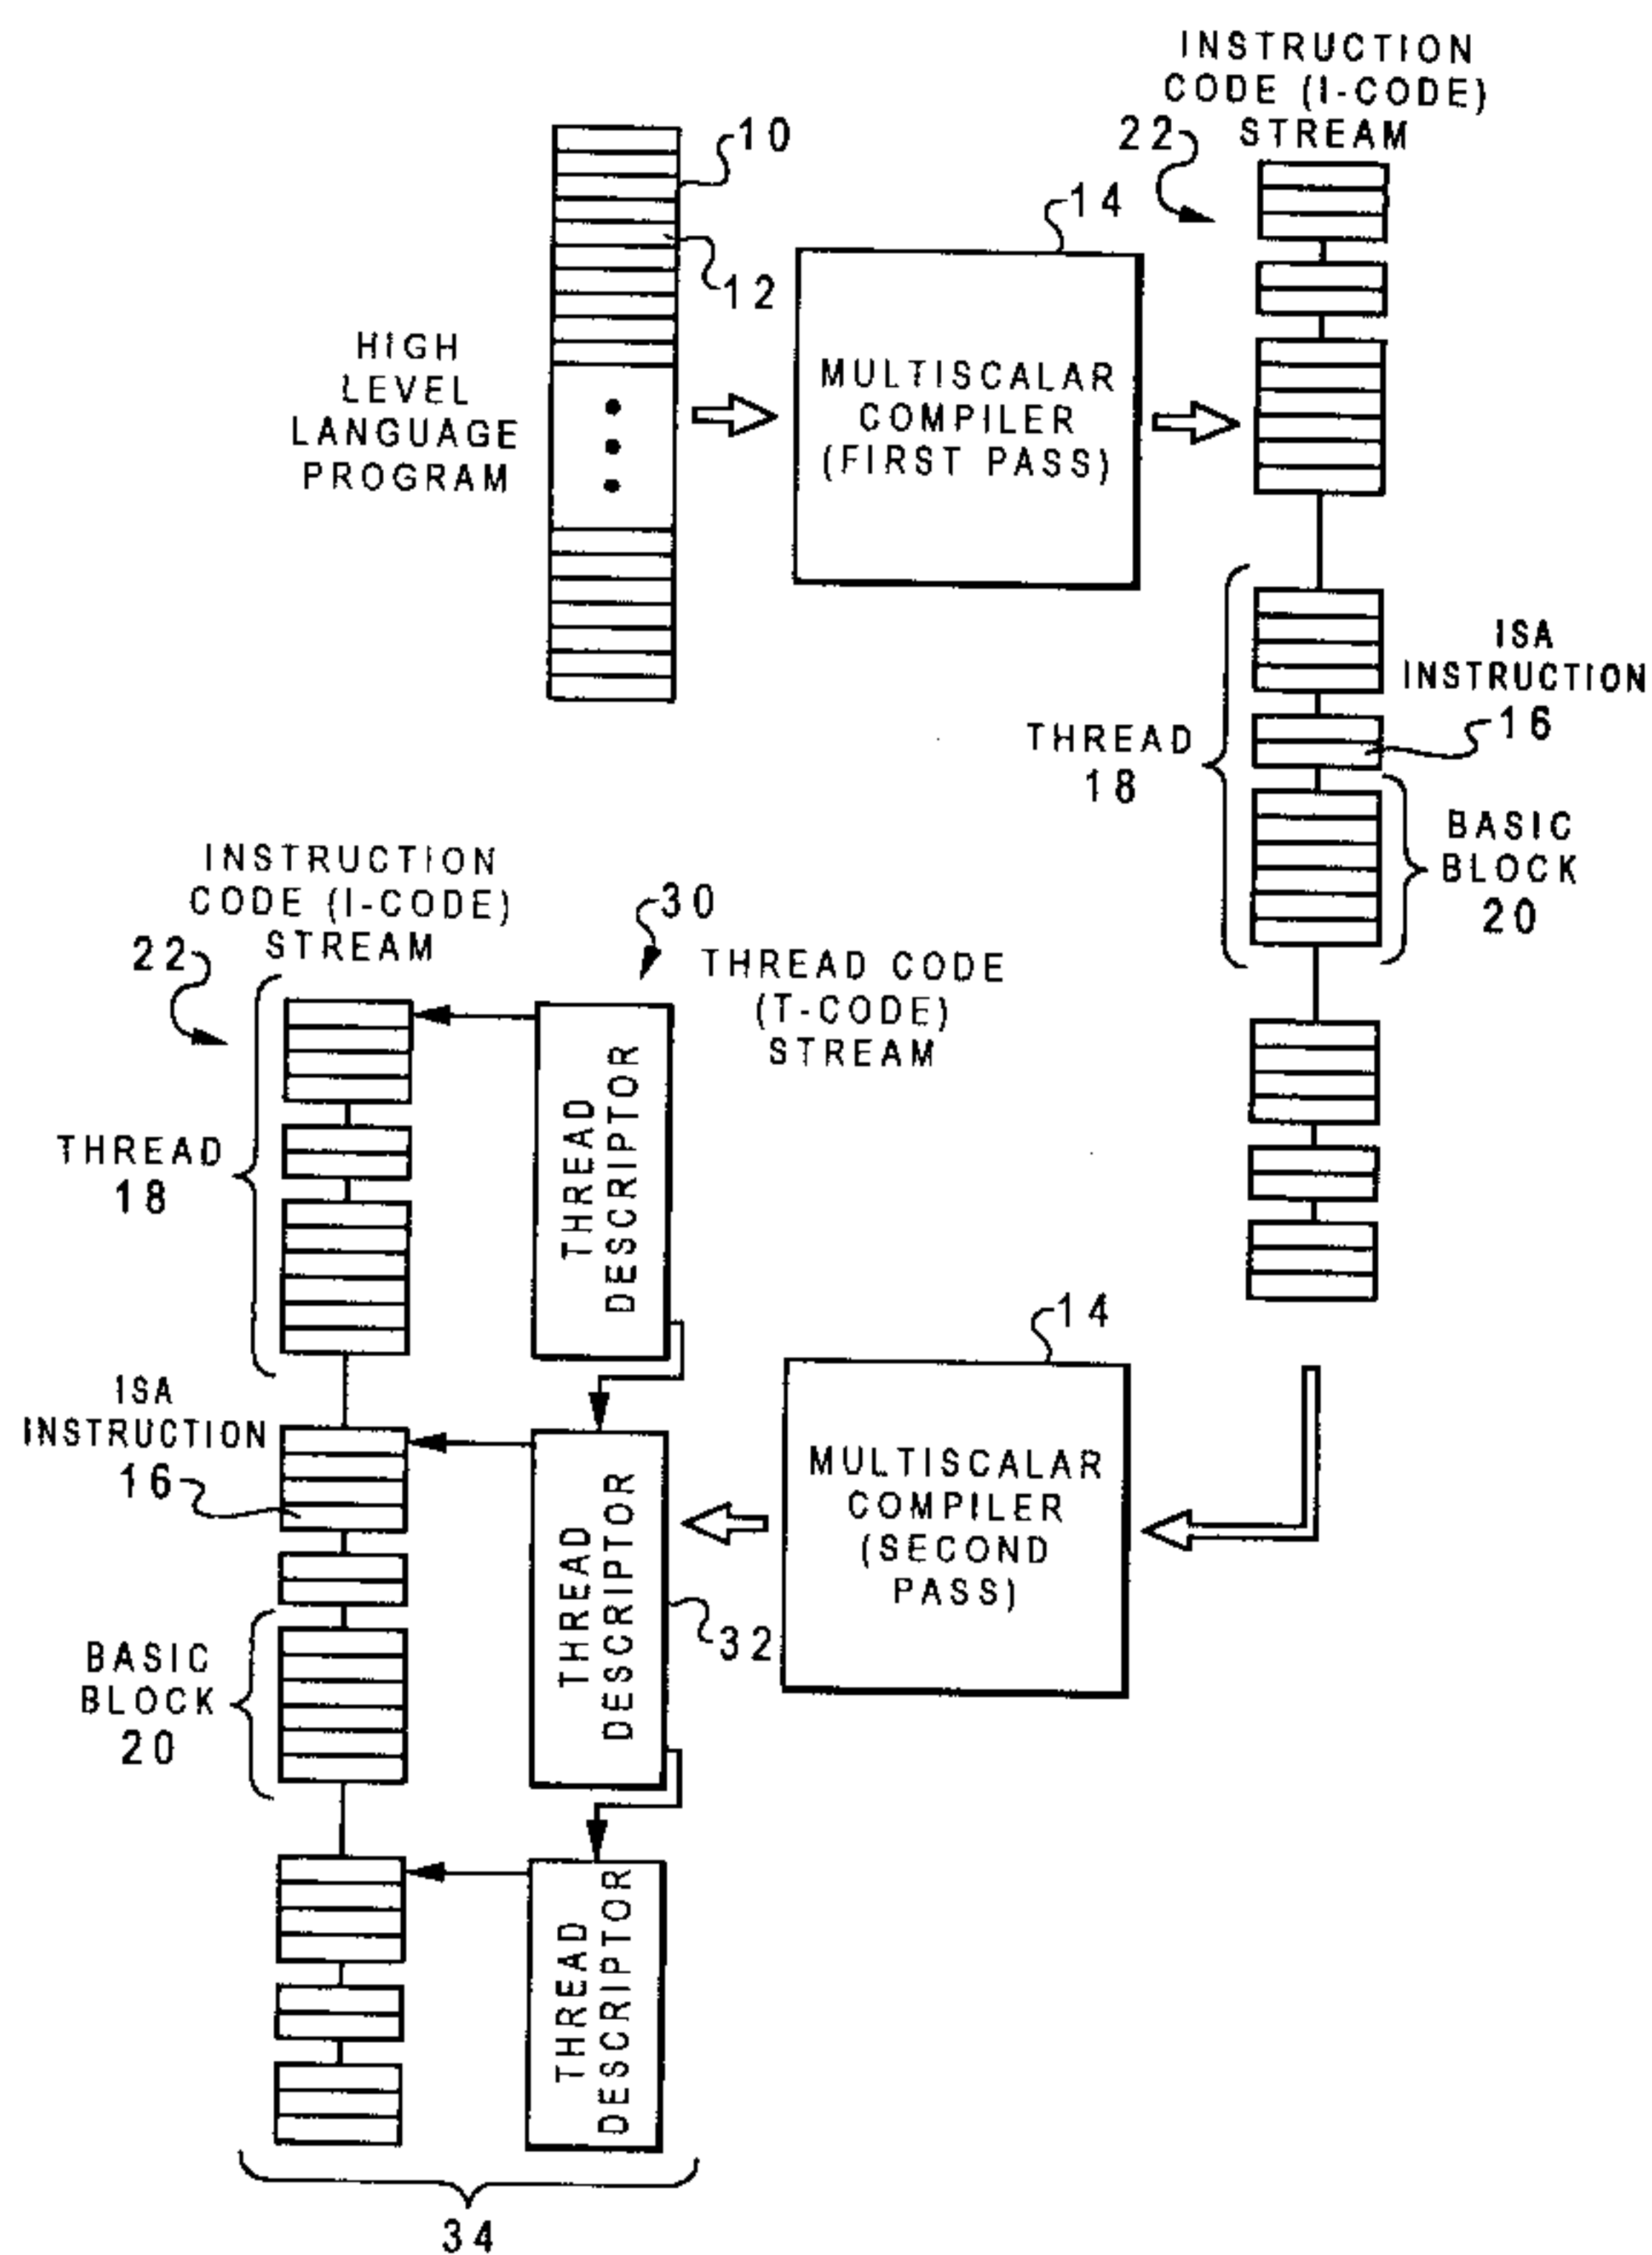 INSTRUCTION
CODE (I-CODE)
STREAM
22
10
12
14
HIGH
LEVEL
LANGUAGE
PROGRAM
MULTISCALAR
COMPILER
(FIRST PASS)
ISA
INSTRUCTION
16
THREAD
18
BASIC
BLOCK
20
INSTRUCTION
CODE (I-CODE)
STREAM
22
30
THREAD CODE
(T-CODE)
STREAM
THREAD
18
THREAD
DESCRIPTOR
ISA
INSTRUCTION
16
THREAD
DESCRIPTOR
32
14
MULTISCALAR
COMPILER
(SECOND
PASS)
BASIC
BLOCK
20
THREAD
DESCRIPTOR
34